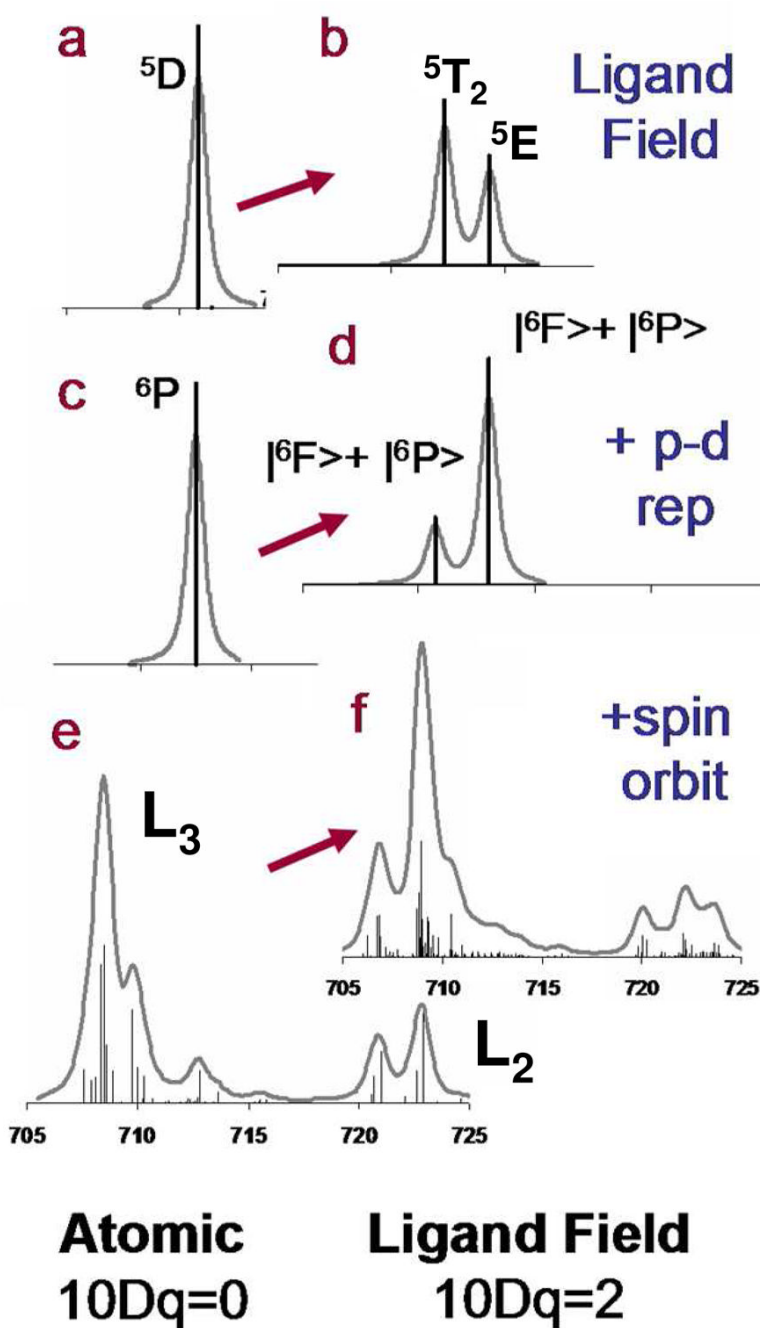 a
⁵D
b
⁵T₂
⁵E
Ligand
Field
c
⁶P
d
|⁶F>+ |⁶P>
|⁶F>+ |⁶P>
+ p-d
rep
e
L₃
L₂
705 710 715 720 725
f
+spin
orbit
705 710 715 720 725
Atomic
10Dq=0
Ligand Field
10Dq=2